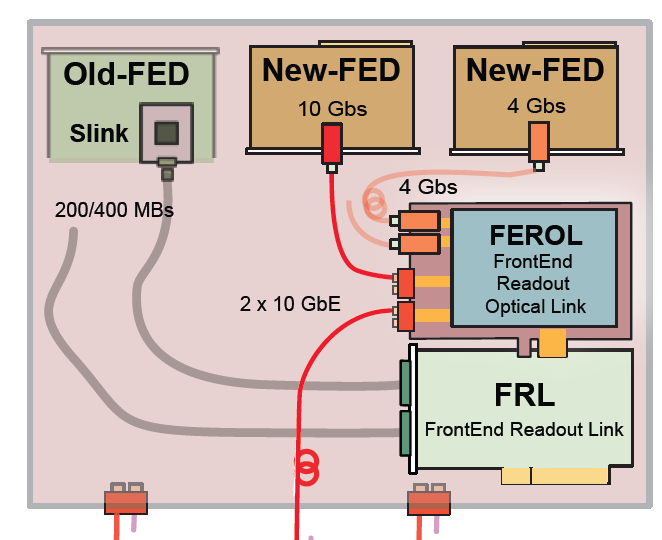 Old-FED
New-FED
New-FED
10 Gbs
4 Gbs
Slink
4 Gbs
200/400 MBs
FEROL
FrontEnd
Readout
Optical Link
2 x 10 GbE
FRL
FrontEnd Readout Link